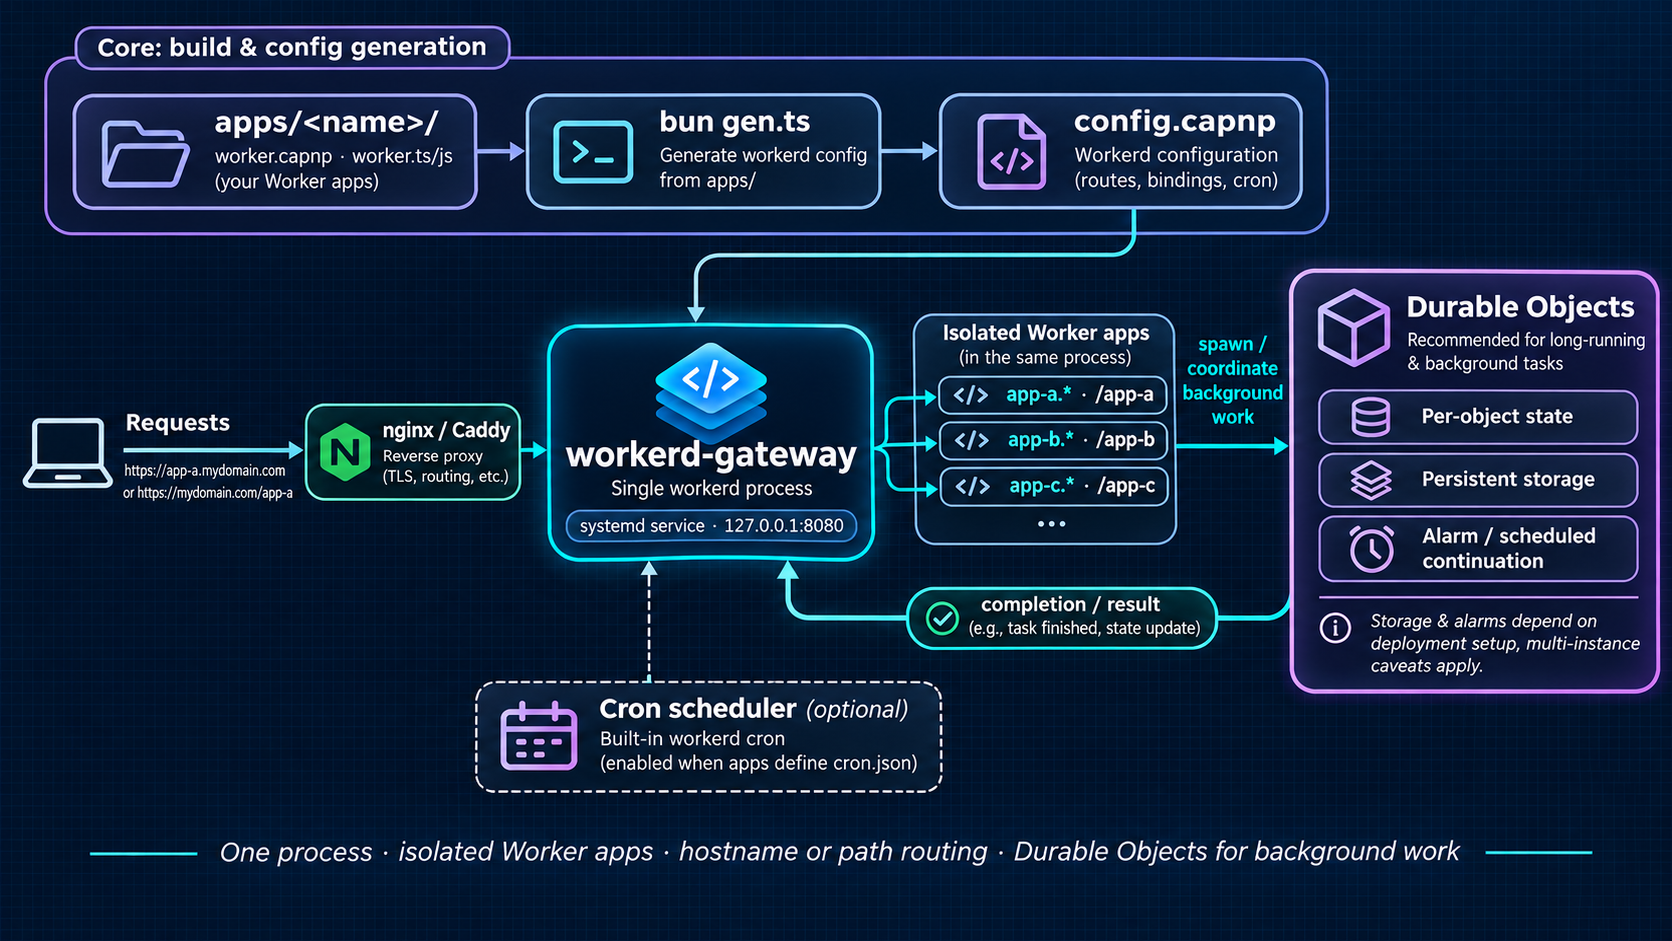 Core: build & config generation
apps/<name>/
worker.capnp · worker.ts/js
(your Worker apps)
bun gen.ts
Generate workerd config
from apps/
config.capnp
Workerd configuration
(routes, bindings, cron)
Requests
https://app-a.mydomain.com
or https://mydomain.com/app-a
N
nginx / Caddy
Reverse proxy
(TLS, routing, etc.)
</>
workerd-gateway
Single workerd process
systemd service · 127.0.0.1:8080
Isolated Worker apps
(in the same process)
</> app-a.* · /app-a
</> app-b.* · /app-b
</> app-c.* · /app-c
...
spawn /
coordinate
background
work
Durable Objects
Recommended for long-running
& background tasks
Per-object state
Persistent storage
Alarm / scheduled
continuation
Storage & alarms depend on
deployment setup, multi-instance
caveats apply.
completion / result
(e.g., task finished, state update)
Cron scheduler (optional)
Built-in workerd cron
(enabled when apps define cron.json)
One process · isolated Worker apps · hostname or path routing · Durable Objects for background work